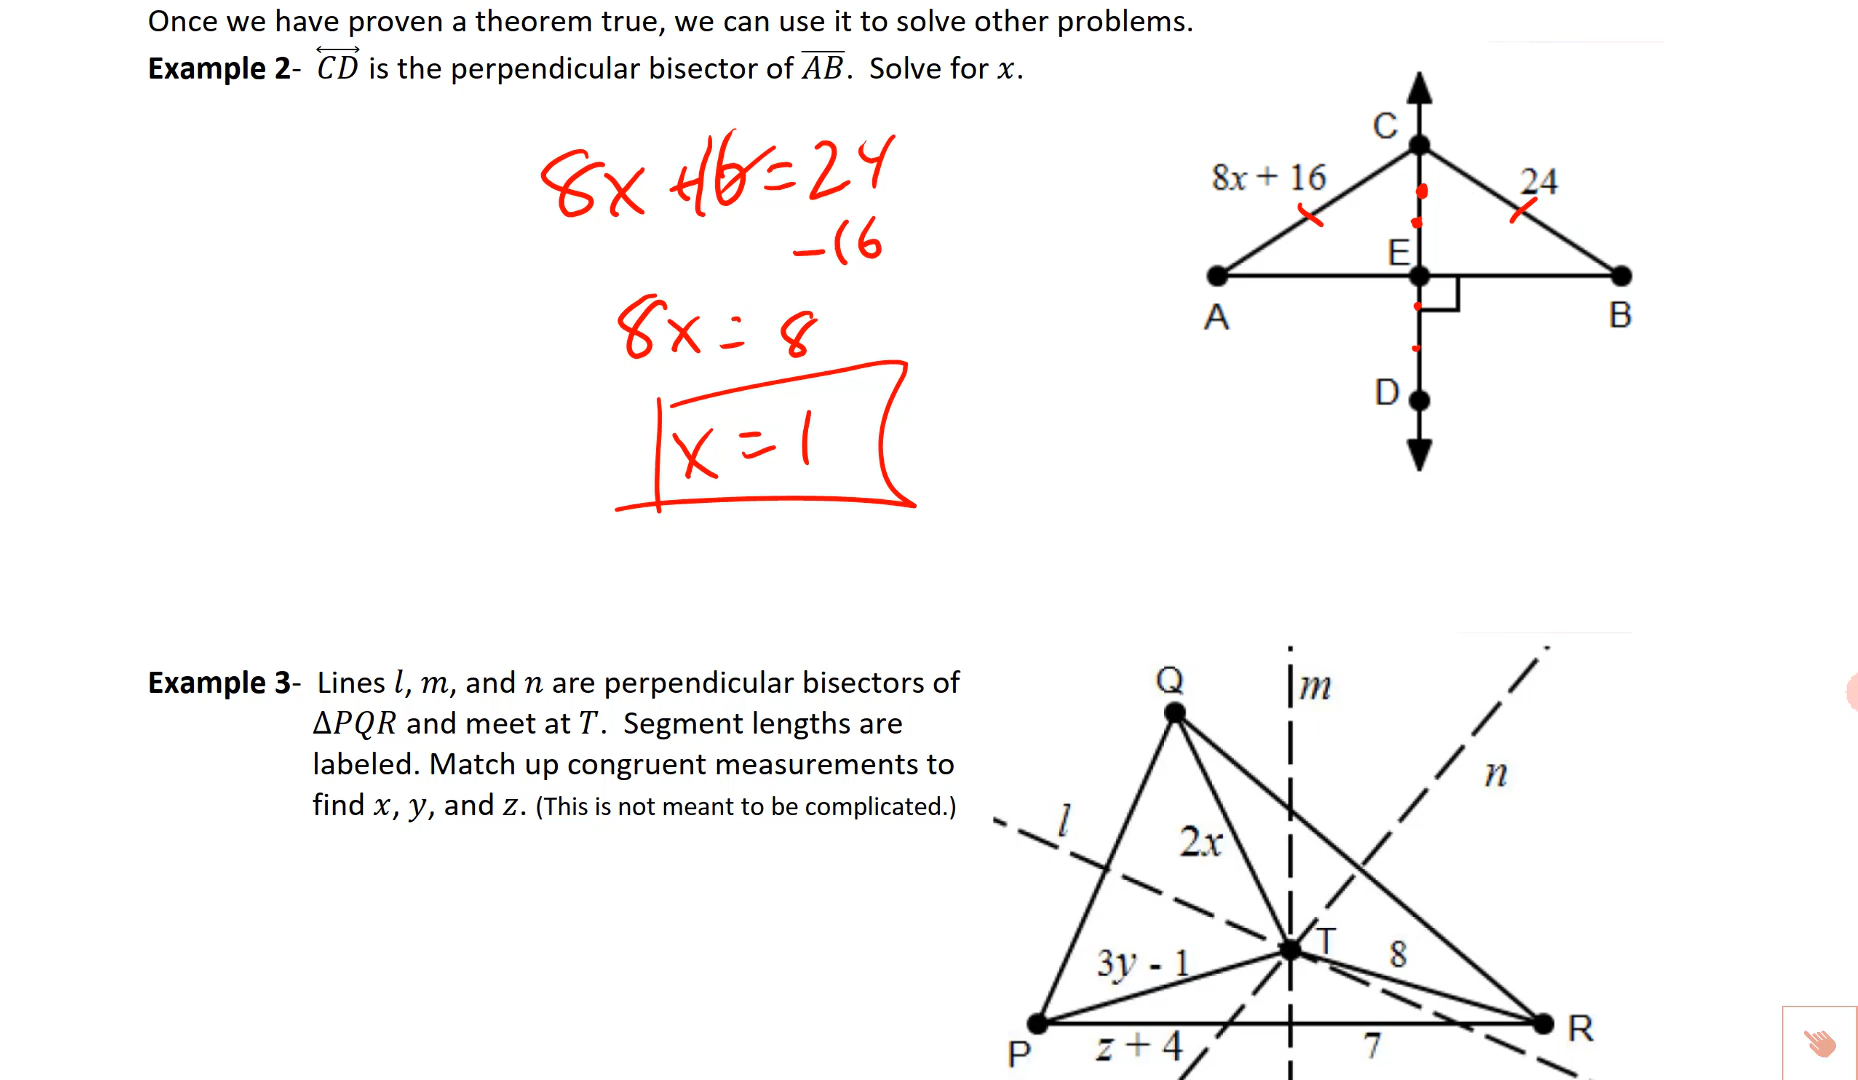 Once we have proven a theorem true, we can use it to solve other problems.
Example 2- CD is the perpendicular bisector of AB. Solve for x.
8x +16 = 24
-16
8x = 8
x = 1
C
8x + 16
24
E
A
B
D
Example 3- Lines l, m, and n are perpendicular bisectors of
ΔPQR and meet at T. Segment lengths are
labeled. Match up congruent measurements to
find x, y, and z. (This is not meant to be complicated.)
Q
m
n
l
2x
T
8
3y - 1
R
P
z + 4
7